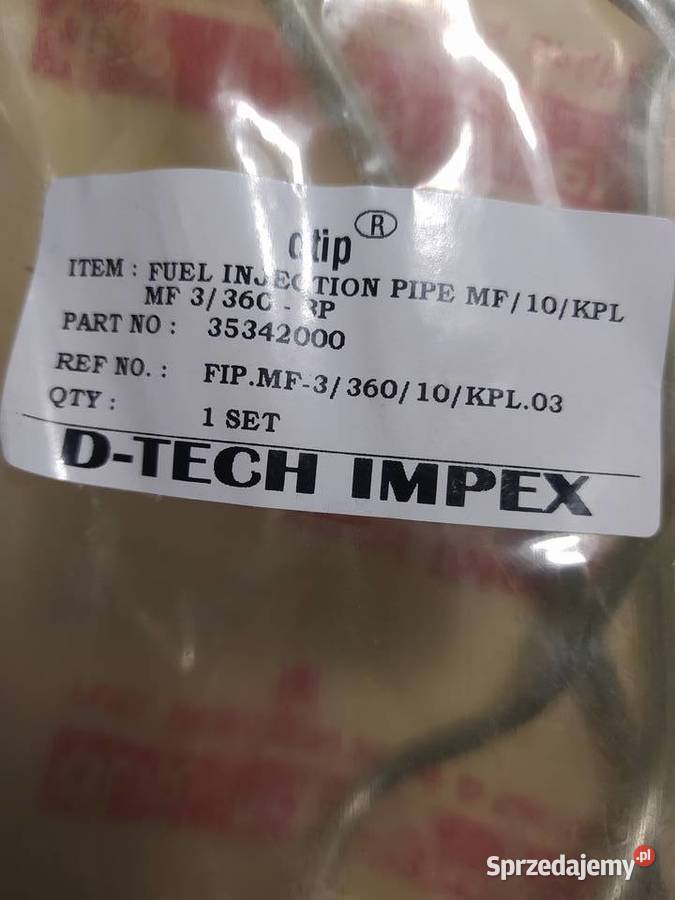 ®
ITEM : FUEL INJECTION PIPE MF/10/KPL
MF 3/360 - 3P
PART NO : 35342000
REF NO. : FIP.MF-3/360/10/KPL.03
QTY : 1 SET
D-TECH IMPEX
Sprzedajemy.pl